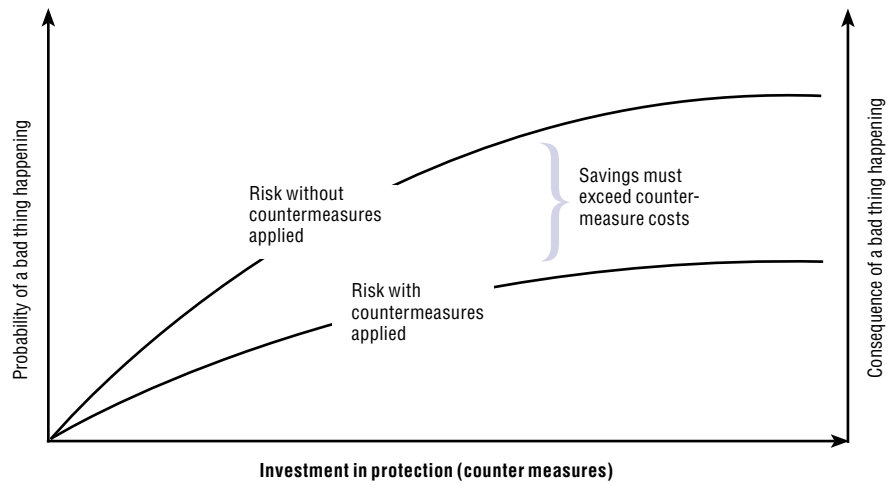 Probability of a bad thing happening
Risk without
countermeasures
applied
Risk with
countermeasures
applied
Savings must
exceed counter-
measure costs
Consequence of a bad thing happening
Investment in protection (counter measures)